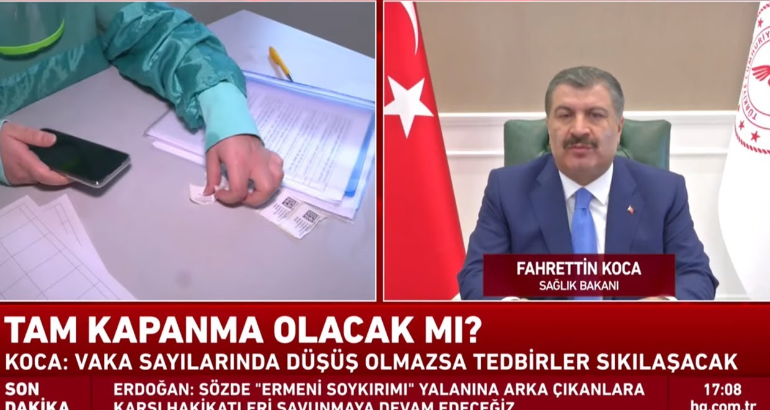 FAHRETTİN KOCA
SAĞLIK BAKANI
TAM KAPANMA OLACAK MI?
KOCA: VAKA SAYILARINDA DÜŞÜŞ OLMAZSA TEDBİRLER SIKILAŞACAK
SON
DAKİKA
ERDOĞAN: SÖZDE "ERMENİ SOYKIRIMI" YALANINA ARKA ÇIKANLARA
KARŞI HAKİKATLERİ SAVUNMAYA DEVAM EDECEĞİZ
17:08
bg.com.tr